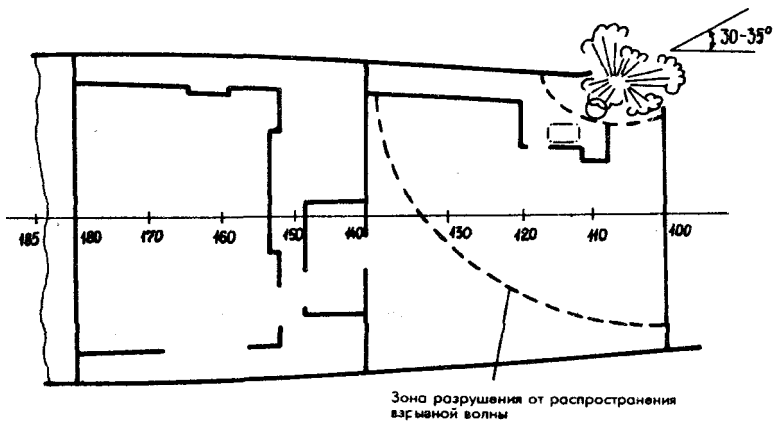 30-35°
185 180 170 160 150 140 130 120 110 100
Зона разрушения от распространения
взрывной волны